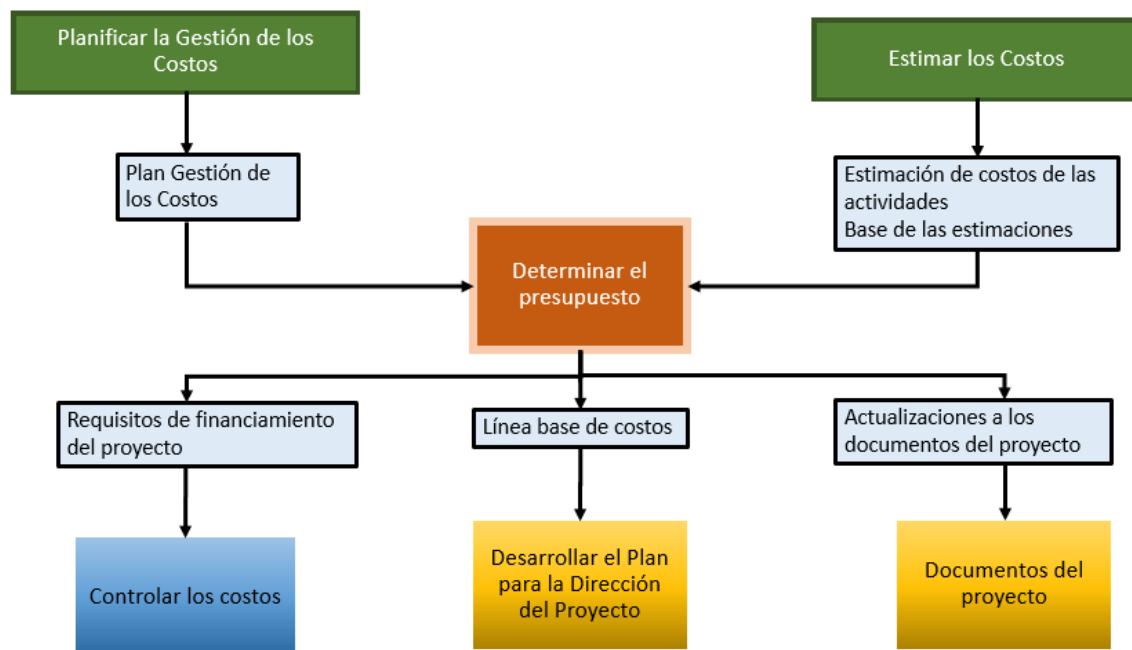 Planificar la Gestión de los
Costos
Estimar los Costos
Plan Gestión de
los Costos
Estimación de costos de las
actividades
Base de las estimaciones
Determinar el
presupuesto
Requisitos de financiamiento
del proyecto
Línea base de costos
Actualizaciones a los
documentos del proyecto
Controlar los costos
Desarrollar el Plan
para la Dirección
del Proyecto
Documentos del
proyecto